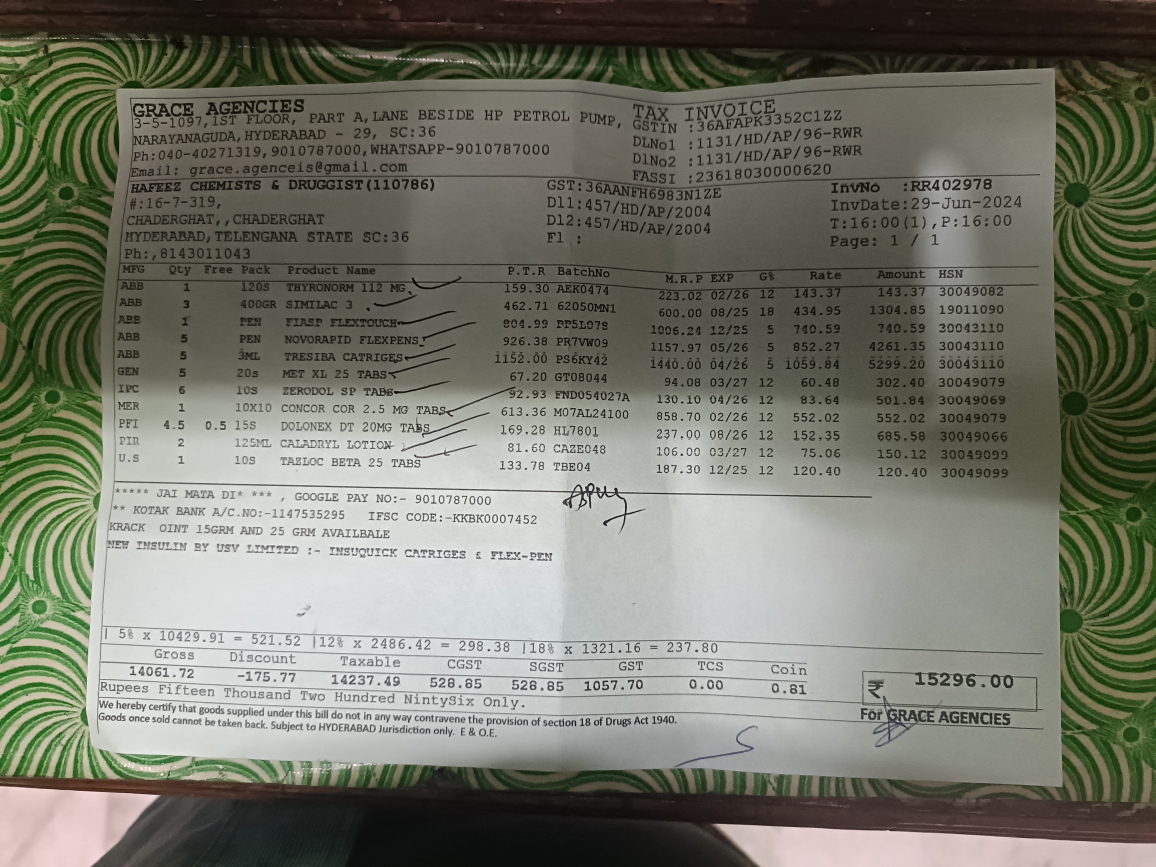 GRACE AGENCIES
3-5-1097,1ST FLOOR, PART A,LANE BESIDE HP PETROL PUMP,
NARAYANAGUDA,HYDERABAD - 29, SC:36
Ph:040-40271319,9010787000,WHATSAPP-9010787000
Email: grace.agenceis@gmail.com
TAX INVOICE
GSTIN :36AFAPK3352C1ZZ
DLNo1 :1131/HD/AP/96-RWR
DlNo2 :1131/HD/AP/96-RWR
FASSI :23618030000620
HAFEEZ CHEMISTS & DRUGGIST(110786)
#:16-7-319,
CHADERGHAT,,CHADERGHAT
HYDERABAD,TELENGANA STATE SC:36
Ph:,8143011043
GST:36AANFH6983N1ZE
Dl1:457/HD/AP/2004
Dl2:457/HD/AP/2004
Fl :
InvNo :RR402978
InvDate:29-Jun-2024
T:16:00(1),P:16:00
Page: 1 / 1
MFG Qty Free Pack Product Name P.T.R BatchNo M.R.P EXP G% Rate Amount HSN
ABB 1 120S THYRONORM 112 MG. 159.30 AEK0474 223.02 02/26 12 143.37 143.37 30049082
ABB 3 400GR SIMILAC 3 . 462.71 62050MN1 600.00 08/25 18 434.95 1304.85 19011090
ABB 1 PEN FIASP FLEXTOUCH 804.99 PP5L078 1006.24 12/25 5 740.59 740.59 30043110
ABB 5 PEN NOVORAPID FLEXPENS. 926.38 PR7VW09 1157.97 05/26 5 852.27 4261.35 30043110
ABB 5 3ML TRESIBA CATRIGES 1152.00 PS6KY42 1440.00 04/26 5 1059.84 5299.20 30043110
GEN 5 20s MET XL 25 TABS 67.20 GT08044 94.08 03/27 12 60.48 302.40 30049079
IPC 6 10S ZERODOL SP TABS 92.93 FND054027A 130.10 04/26 12 83.64 501.84 30049069
MER 1 10X10 CONCOR COR 2.5 MG TABS 613.36 M07AL24100 858.70 02/26 12 552.02 552.02 30049079
PFI 4.5 0.5 15S DOLONEX DT 20MG TABS 169.28 HL7801 237.00 08/26 12 152.35 685.58 30049066
PIR 2 125ML CALADRYL LOTION 81.60 CAZE048 106.00 03/27 12 75.06 150.12 30049099
U.S 1 10S TAZLOC BETA 25 TABS 133.78 TBE04 187.30 12/25 12 120.40 120.40 30049099
***** JAI MATA DI* *** , GOOGLE PAY NO:- 9010787000
** KOTAK BANK A/C.NO:-1147535295 IFSC CODE:-KKBK0007452
KRACK OINT 15GRM AND 25 GRM AVAILBALE
NEW INSULIN BY USV LIMITED :- INSUQUICK CATRIGES & FLEX-PEN
| 5% x 10429.91 = 521.52 |12% x 2486.42 = 298.38 |18% x 1321.16 = 237.80
Gross Discount Taxable CGST SGST GST TCS Coin
14061.72 -175.77 14237.49 528.85 528.85 1057.70 0.00 0.81
₹ 15296.00
Rupees Fifteen Thousand Two Hundred NintySix Only.
We hereby certify that goods supplied under this bill do not in any way contravene the provision of section 18 of Drugs Act 1940.
Goods once sold cannot be taken back. Subject to HYDERABAD Jurisdiction only. E & O.E.
For GRACE AGENCIES